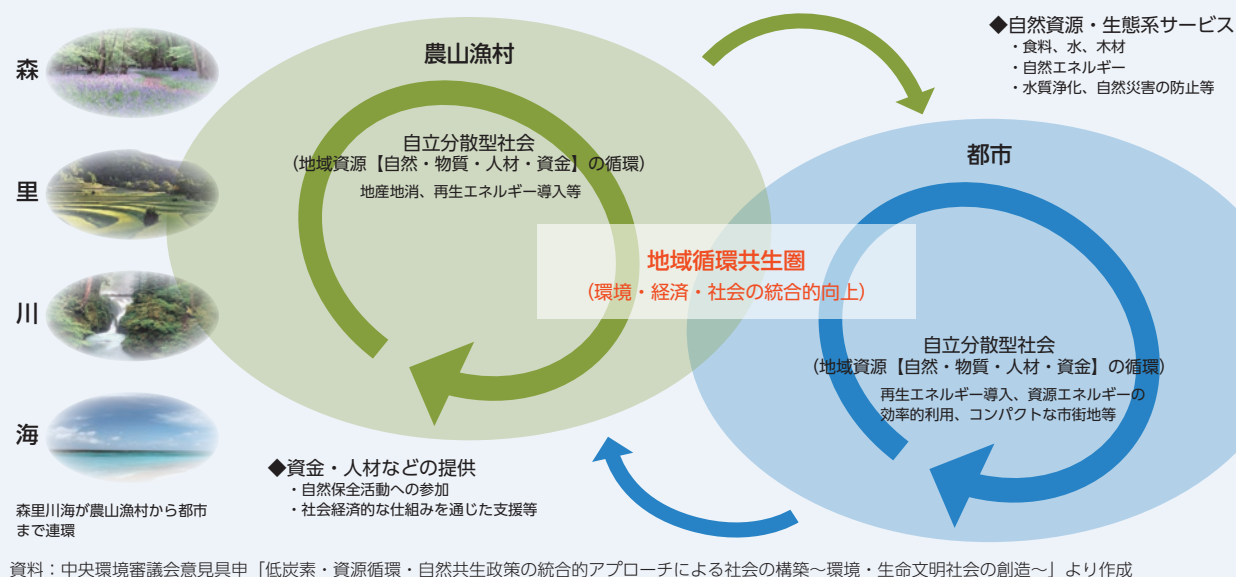 森
里
川
海
森里川海が農山漁村から都市
まで連環
農山漁村
自立分散型社会
（地域資源【自然・物質・人材・資金】の循環）
地産地消、再生エネルギー導入等
◆自然資源・生態系サービス
・食料、水、木材
・自然エネルギー
・水質浄化、自然災害の防止等
都市
地域循環共生圏
（環境・経済・社会の統合的向上）
自立分散型社会
（地域資源【自然・物質・人材・資金】の循環）
再生エネルギー導入、資源エネルギーの
効率的利用、コンパクトな市街地等
◆資金・人材などの提供
・自然保全活動への参加
・社会経済的な仕組みを通じた支援等
資料：中央環境審議会意見具申「低炭素・資源循環・自然共生政策の統合的アプローチによる社会の構築～環境・生命文明社会の創造～」より作成